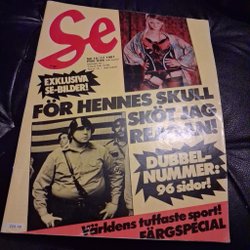 Se
EXKLUSIVA
SE-BILDER!
FÖR HENNES SKULL
SKÖT JAG
REAGAN!
DUBBEL-
NUMMER:
96 sidor!
Världens tuffaste sport!
FÄRGSPECIAL